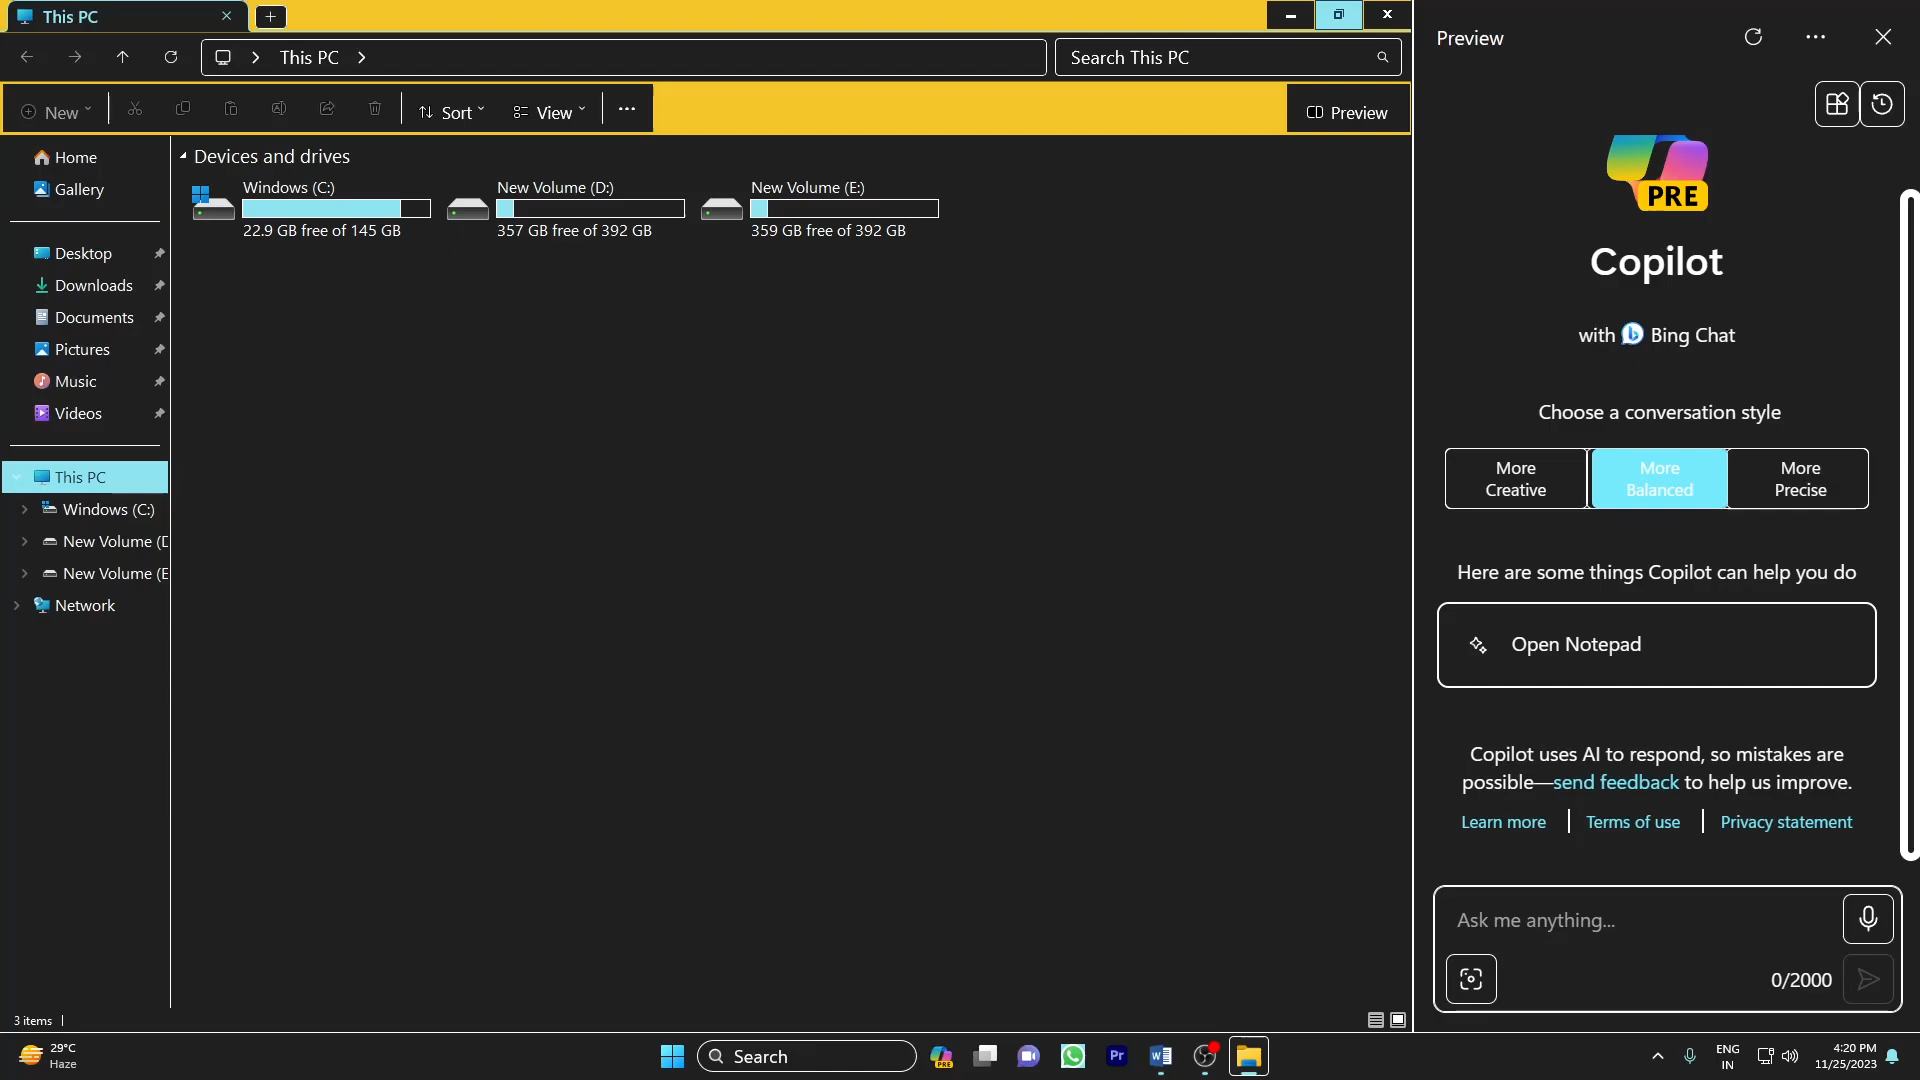 This PC
This PC
Search This PC
New
Sort
View
Preview
Home
Gallery
Desktop
Downloads
Documents
Pictures
Music
Videos
This PC
Windows (C:)
New Volume (D
New Volume (E
Network
Devices and drives
Windows (C:)
22.9 GB free of 145 GB
New Volume (D:)
357 GB free of 392 GB
New Volume (E:)
359 GB free of 392 GB
3 items
Preview
PRE
Copilot
with Bing Chat
Choose a conversation style
More
Creative
More
Balanced
More
Precise
Here are some things Copilot can help you do
Open Notepad
Copilot uses AI to respond, so mistakes are
possible—send feedback to help us improve.
Learn more
Terms of use
Privacy statement
Ask me anything...
0/2000
29°C
Haze
Search
PRE
Pr
W
ENG
IN
4:20 PM
11/25/2023